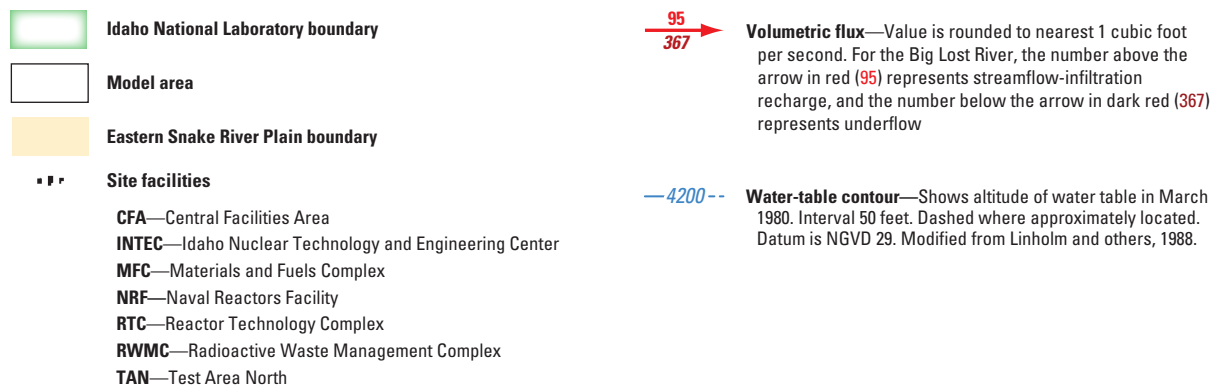 Idaho National Laboratory boundary
Model area
Eastern Snake River Plain boundary
Site facilities
CFA—Central Facilities Area
INTEC—Idaho Nuclear Technology and Engineering Center
MFC—Materials and Fuels Complex
NRF—Naval Reactors Facility
RTC—Reactor Technology Complex
RWMC—Radioactive Waste Management Complex
TAN—Test Area North
95
367
Volumetric flux—Value is rounded to nearest 1 cubic foot
per second. For the Big Lost River, the number above the
arrow in red (95) represents streamflow-infiltration
recharge, and the number below the arrow in dark red (367)
represents underflow
4200
Water-table contour—Shows altitude of water table in March
1980. Interval 50 feet. Dashed where approximately located.
Datum is NGVD 29. Modified from Linholm and others, 1988.